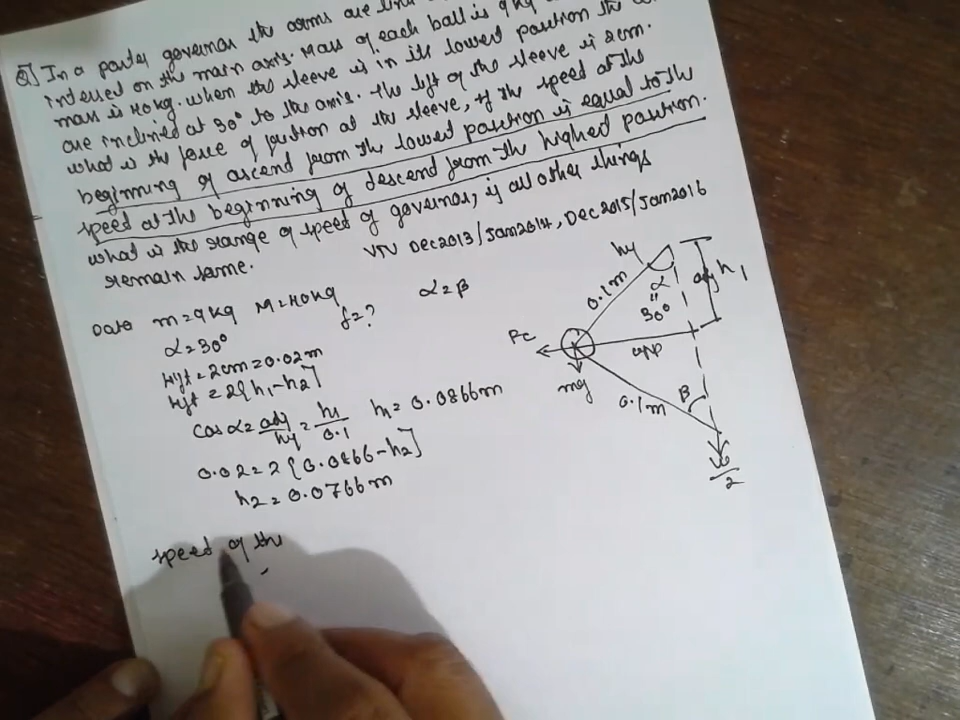 Q] In a porter governor the arms are
intersed on the main axis. Mass of each ball is 9 kg
mass is 40kg. when the sleeve is in its lowest position the
are inclined at 30° to the axis. The lift of the sleeve is 2cm.
what is the force of friction at the sleeve, if the speed at the
beginning of ascend from the lowest position is equal to the
speed at the beginning of descend from the highest position.
what is the range of speed of governor, if all other things
remain same.
VTU Dec2013/Jan2014, Dec2015/Jan2016
Data m=9kg M=40kg α=β
α=30° f=?
Lift=2cm=0.02m
Lift=2{h1-h2}
cosα=adj/hy=h1/0.1 h1=0.0866m
0.02=2{0.0866-h2}
h2=0.0766m
speed of the
hy
0.1m
α
"
30°
adj
h1
Fc
opp
mg
0.1m
β
W/2